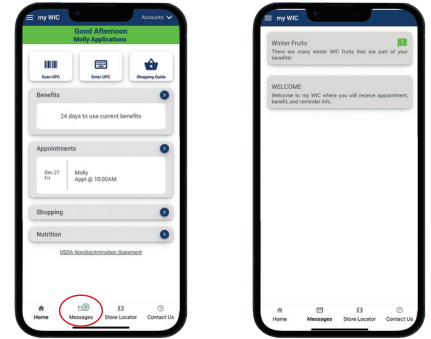 my WIC
Accounts
Good Afternoon
Molly Applications
Scan UPC
Enter UPC
Shopping Guide
Benefits
24 days to use current benefits
Appointments
Dec 27
Fri
Molly
Appt @ 10:00AM
Shopping
Nutrition
USDA Nondiscrimination Statement
Home
Messages
Store Locator
Contact Us
my WIC
Winter Fruits
There are many winter WIC fruits that are part of your
benefits!
WELCOME
Welcome to my WIC where you will receive appointment,
benefit, and reminder info.
Home
Messages
Store Locator
Contact Us